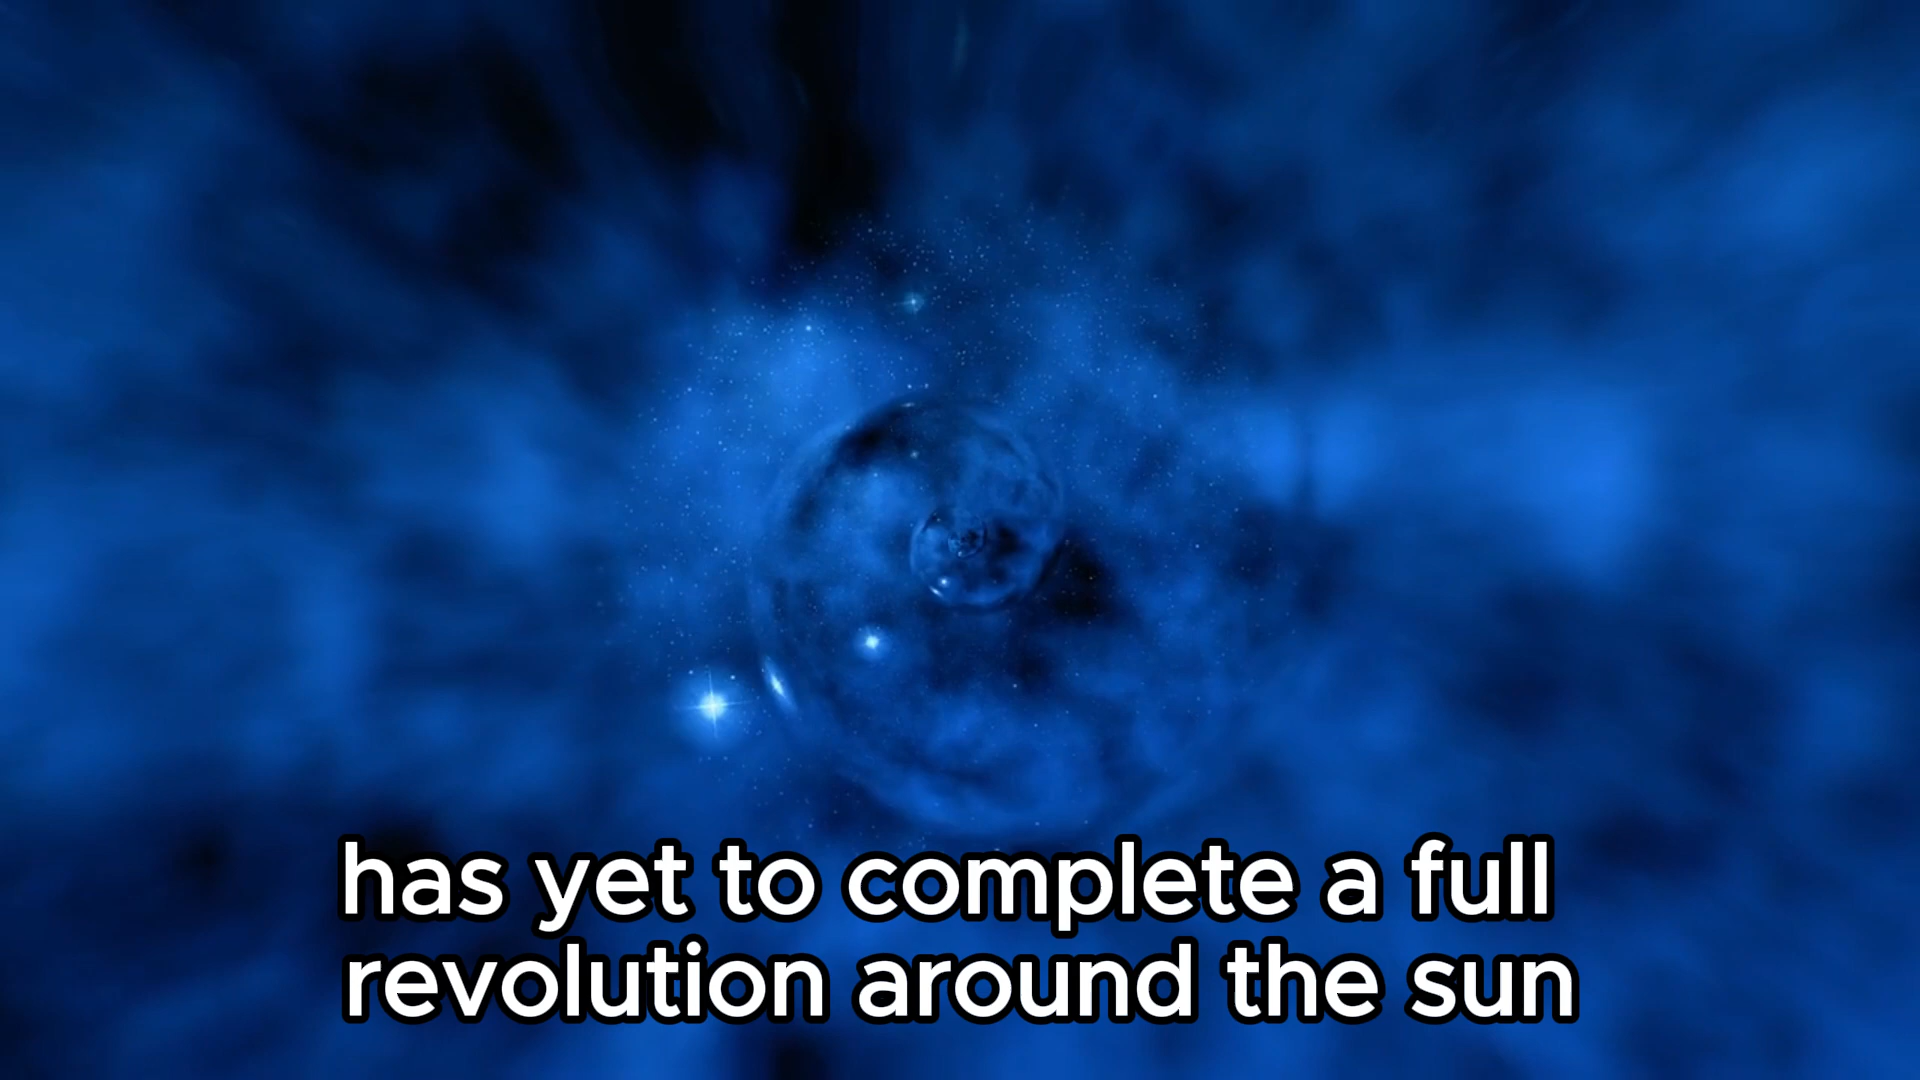 has yet to complete a full
revolution around the sun